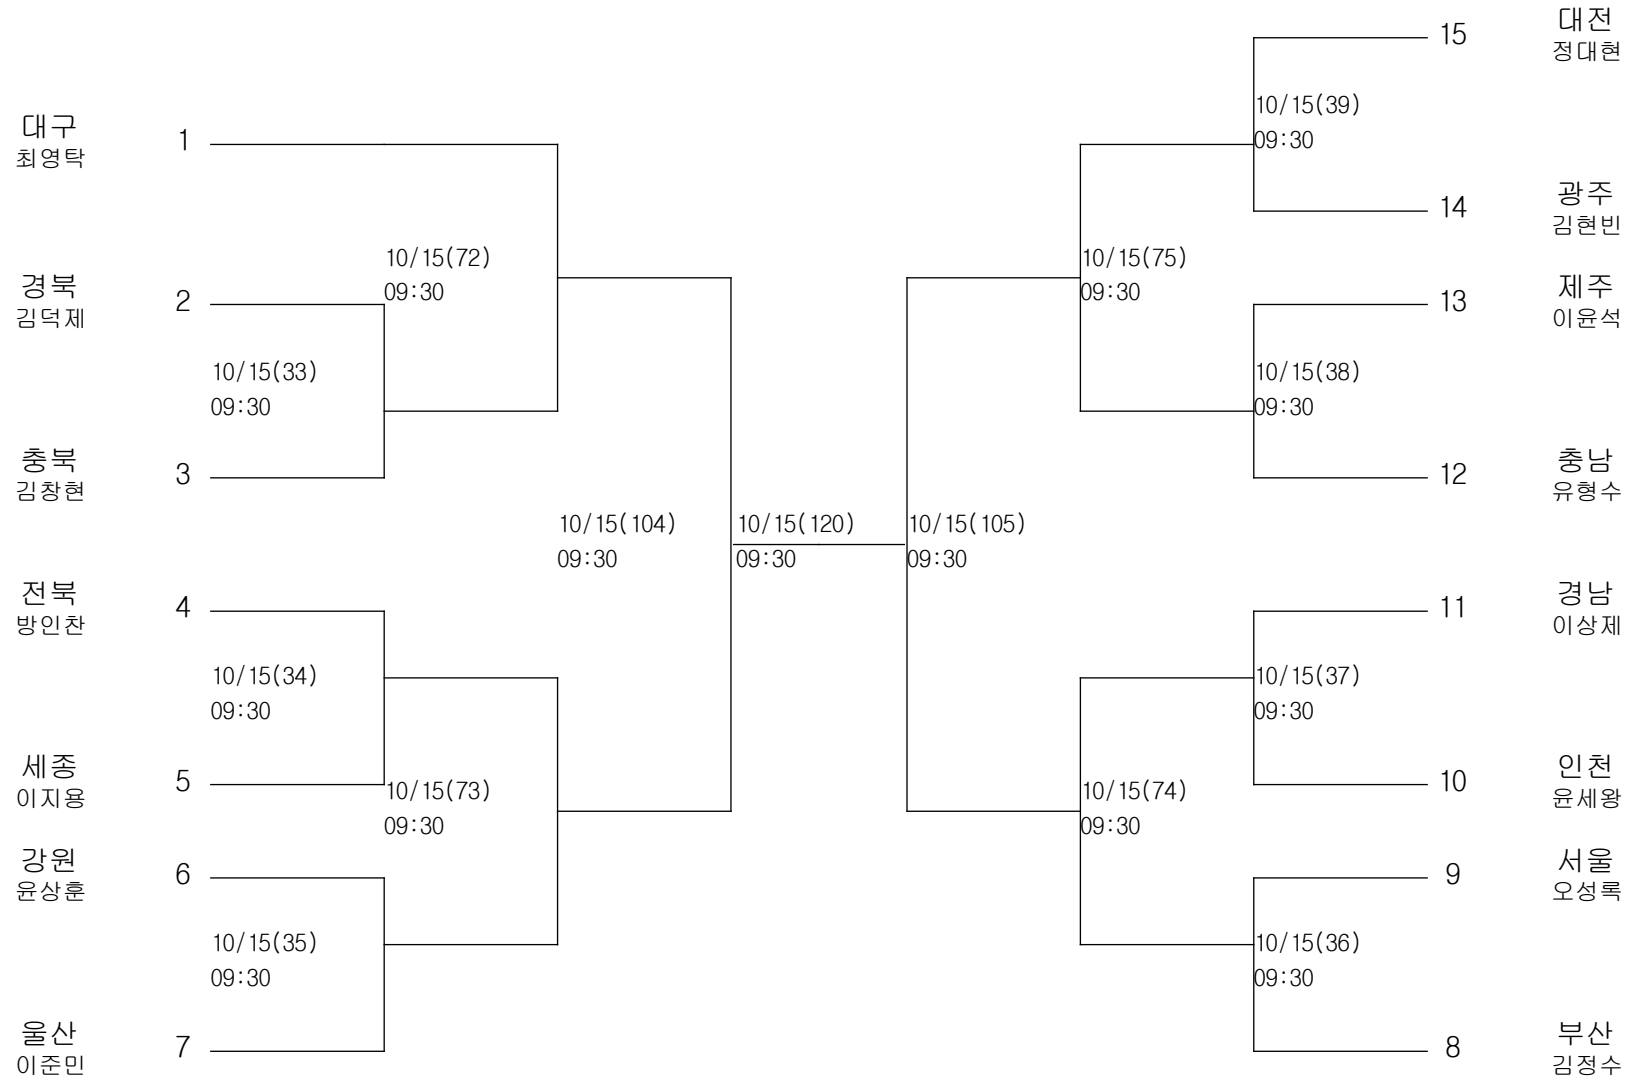 대구
최영탁
1
경북
김덕제
2
10/15(72)
09:30
10/15(33)
09:30
충북
김창현
3
전북
방인찬
4
10/15(34)
09:30
세종
이지용
5
10/15(73)
09:30
강원
윤상훈
6
10/15(35)
09:30
울산
이준민
7
10/15(104)
09:30
10/15(120)
09:30
10/15(105)
09:30
15
대전
정대현
10/15(39)
09:30
14
광주
김현빈
10/15(75)
09:30
13
제주
이윤석
10/15(38)
09:30
12
충남
유형수
11
경남
이상제
10/15(37)
09:30
10
인천
윤세왕
10/15(74)
09:30
9
서울
오성록
10/15(36)
09:30
8
부산
김정수